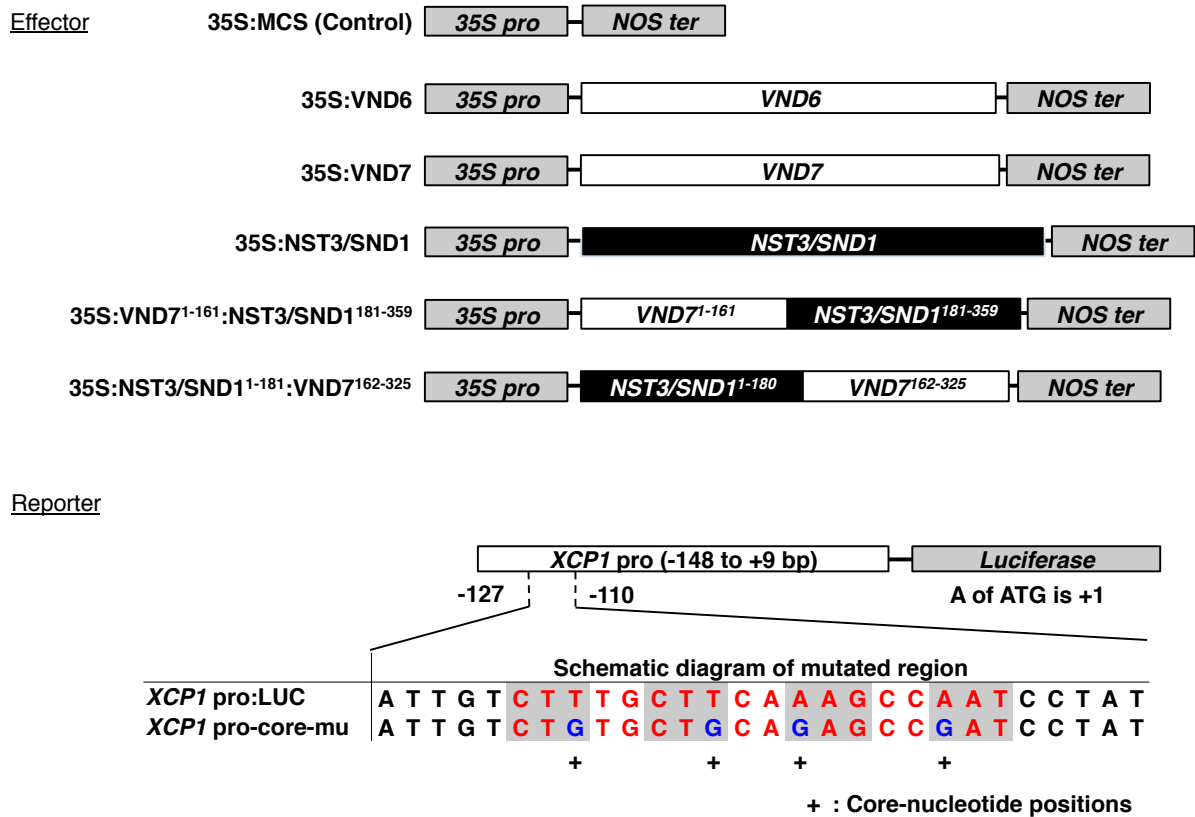 Effector
35S:MCS (Control) 35S pro NOS ter
35S:VND6 35S pro VND6 NOS ter
35S:VND7 35S pro VND7 NOS ter
35S:NST3/SND1 35S pro NST3/SND1 NOS ter
35S:VND7¹⁻¹⁶¹:NST3/SND1¹⁸¹⁻³⁵⁹ 35S pro VND7¹⁻¹⁶¹ NST3/SND1¹⁸¹⁻³⁵⁹ NOS ter
35S:NST3/SND1¹⁻¹⁸¹:VND7¹⁶²⁻³²⁵ 35S pro NST3/SND1¹⁻¹⁸⁰ VND7¹⁶²⁻³²⁵ NOS ter
Reporter
XCP1 pro (-148 to +9 bp) Luciferase
-127 -110 A of ATG is +1
Schematic diagram of mutated region
XCP1 pro:LUC A T T G T C T T T G C T T C A A A G C C A A T C C T A T
XCP1 pro-core-mu A T T G T C T G T G C T G C A G A G C C G A T C C T A T
+ + + +
+ : Core-nucleotide positions